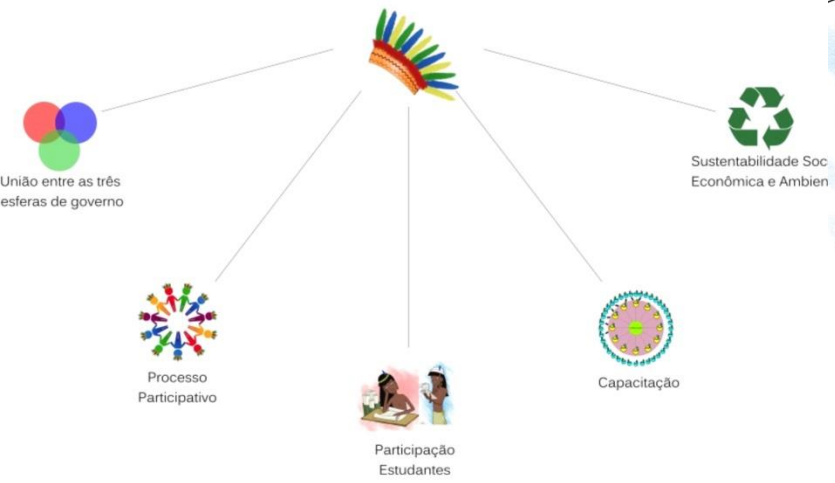 União entre as três
esferas de governo
Sustentabilidade Soc
Econômica e Ambien
Processo
Participativo
Capacitação
Participação
Estudantes